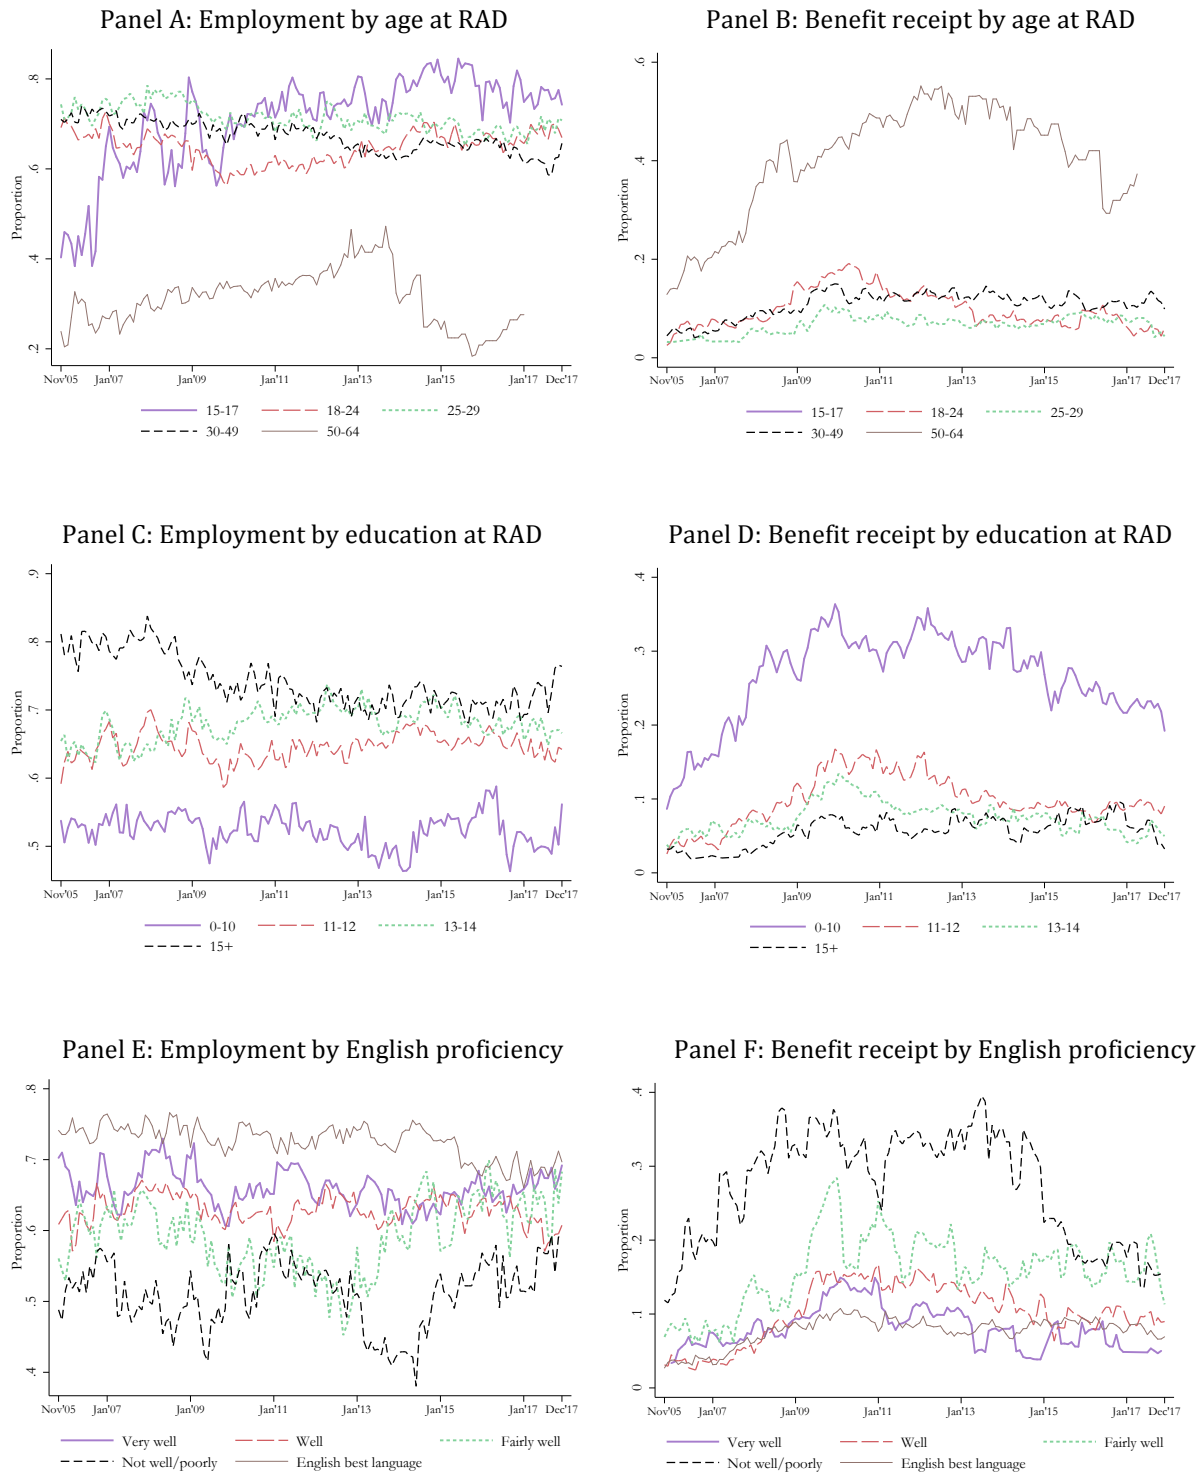 Panel A: Employment by age at RAD
Proportion
.2 .4 .6 .8
Nov'05 Jan'07 Jan'09 Jan'11 Jan'13 Jan'15 Jan'17 Dec'17
15-17 18-24 25-29
30-49 50-64
Panel B: Benefit receipt by age at RAD
Proportion
0 .2 .4 .6
Nov'05 Jan'07 Jan'09 Jan'11 Jan'13 Jan'15 Jan'17 Dec'17
15-17 18-24 25-29
30-49 50-64
Panel C: Employment by education at RAD
Proportion
.5 .6 .7 .8 .9
Nov'05 Jan'07 Jan'09 Jan'11 Jan'13 Jan'15 Jan'17 Dec'17
0-10 11-12 13-14
15+
Panel D: Benefit receipt by education at RAD
Proportion
0 .1 .2 .3 .4
Nov'05 Jan'07 Jan'09 Jan'11 Jan'13 Jan'15 Jan'17 Dec'17
0-10 11-12 13-14
15+
Panel E: Employment by English proficiency
Proportion
.4 .5 .6 .7 .8
Nov'05 Jan'07 Jan'09 Jan'11 Jan'13 Jan'15 Jan'17 Dec'17
Very well Well Fairly well
Not well/poorly English best language
Panel F: Benefit receipt by English proficiency
Proportion
0 .1 .2 .3 .4
Nov'05 Jan'07 Jan'09 Jan'11 Jan'13 Jan'15 Jan'17 Dec'17
Very well Well Fairly well
Not well/poorly English best language